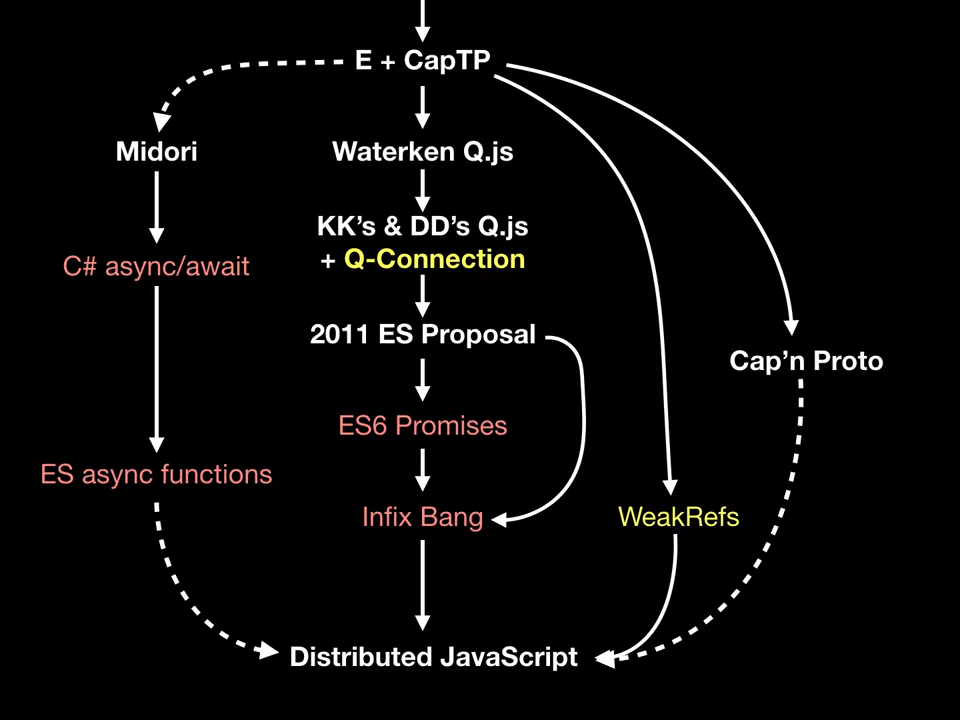 E + CapTP
Midori
Waterken Q.js
KK’s & DD’s Q.js
+ Q-Connection
C# async/await
2011 ES Proposal
Cap’n Proto
ES6 Promises
ES async functions
Infix Bang
WeakRefs
Distributed JavaScript